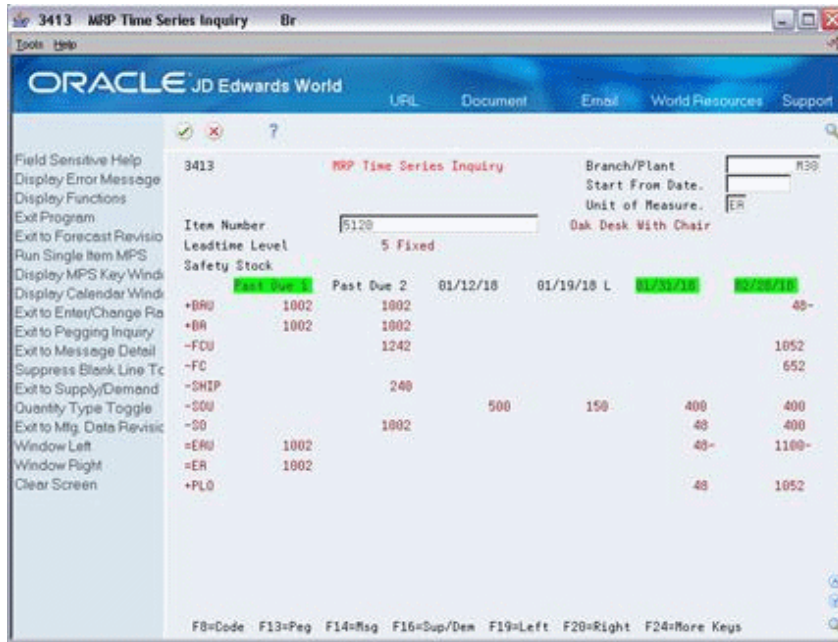 3413 MRP Time Series Inquiry Br
Tools Help
ORACLE JD Edwards World
URL Document Email World Resources Support
?
Field Sensitive Help
Display Error Message
Display Functions
Exit Program
Exit to Forecast Revisio
Run Single Item MPS
Display MPS Key Wind
Display Calendar Wind
Exit to Enter/Change Ra
Exit to Pegging Inquiry
Exit to Message Detail
Suppress Blank Line To
Exit to Supply/Demand
Quantity Type Toggle
Exit to Mfg. Data Revisio
Window Left
Window Right
Clear Screen
3413 MRP Time Series Inquiry Branch/Plant M30
Start From Date.
Unit of Measure. EA
Item Number 5120 Oak Desk With Chair
Leadtime Level 5 Fixed
Safety Stock
Past Due 1 Past Due 2 01/12/18 01/19/18 L 01/31/18 02/28/18
+BAU 1002 1002 48-
+BA 1002 1002
-FCU 1242 1052
-FC 652
-SHIP 240
-SOU 500 150 400 400
-SO 1002 48 400
=EAU 1002 48- 1100-
=EA 1002
+PLO 48 1052
F8=Code F13=Peg F14=Msg F16=Sup/Dem F19=Left F20=Right F24=More Keys